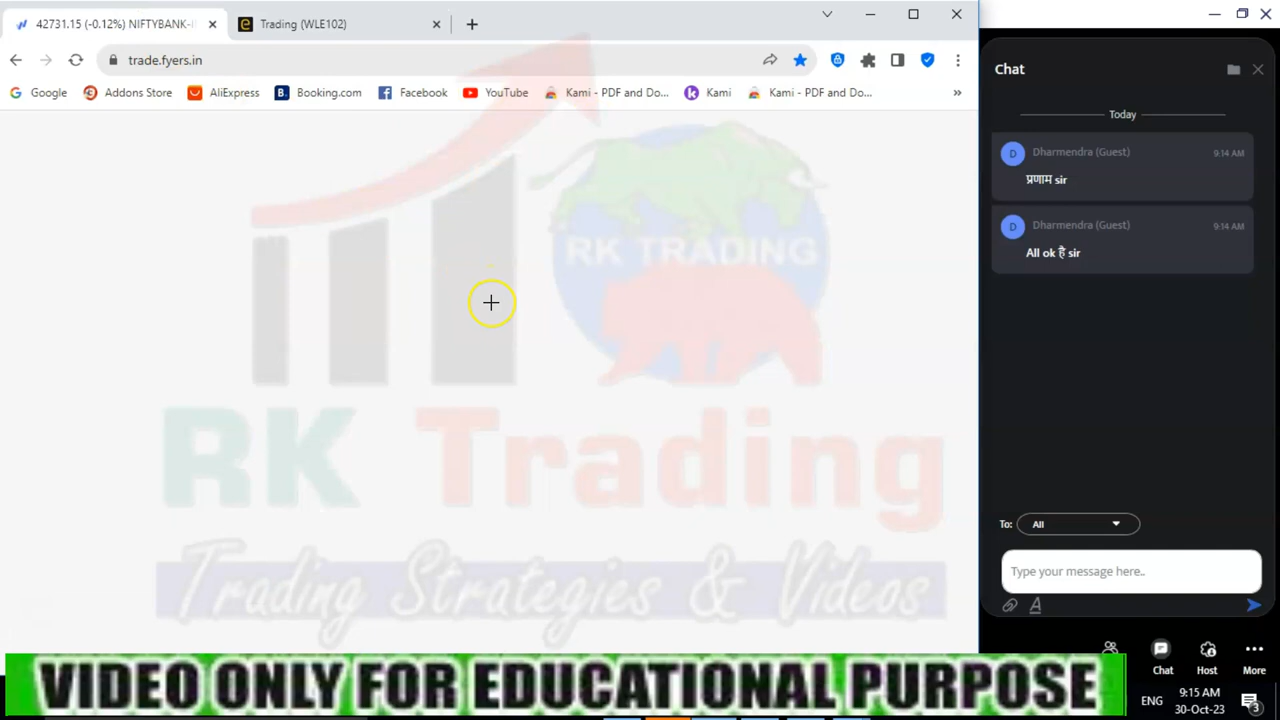 42731.15 (-0.12%) NIFTYBANK-I
Trading (WLE102)
trade.fyers.in
Google
Addons Store
AliExpress
Booking.com
Facebook
YouTube
Kami - PDF and Do...
Kami
Kami - PDF and Do...
RK TRADING
RK Trading
Trading Strategies & Videos
VIDEO ONLY FOR EDUCATIONAL PURPOSE
Chat
Today
D
Dharmendra (Guest)
9:14 AM
प्रणाम sir
D
Dharmendra (Guest)
9:14 AM
All ok है sir
To:
All
Type your message here..
A
Chat
Host
More
ENG
9:15 AM
30-Oct-23
3